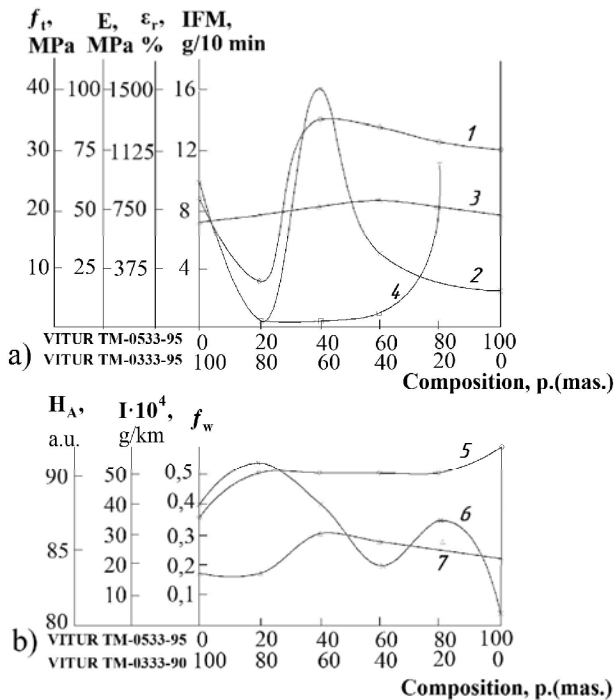 fₜ, E, εᵣ, IFM,
MPa MPa % g/10 min
40 100 1500 16
30 75 1125 12
20 50 750 8
10 25 375 4
1
3
2
4
a)
VITUR TM-0533-95 0 20 40 60 80 100
VITUR TM-0333-95 100 80 60 40 20 0
Composition, p.(mas.)
H_A, I·10⁴, f_w
a.u. g/km
90 50 0,5
40 0,4
85 30 0,3
20 0,2
10 0,1
80
5
6
7
b)
VITUR TM-0533-95 0 20 40 60 80 100
VITUR TM-0333-90 100 80 60 40 20 0
Composition, p.(mas.)